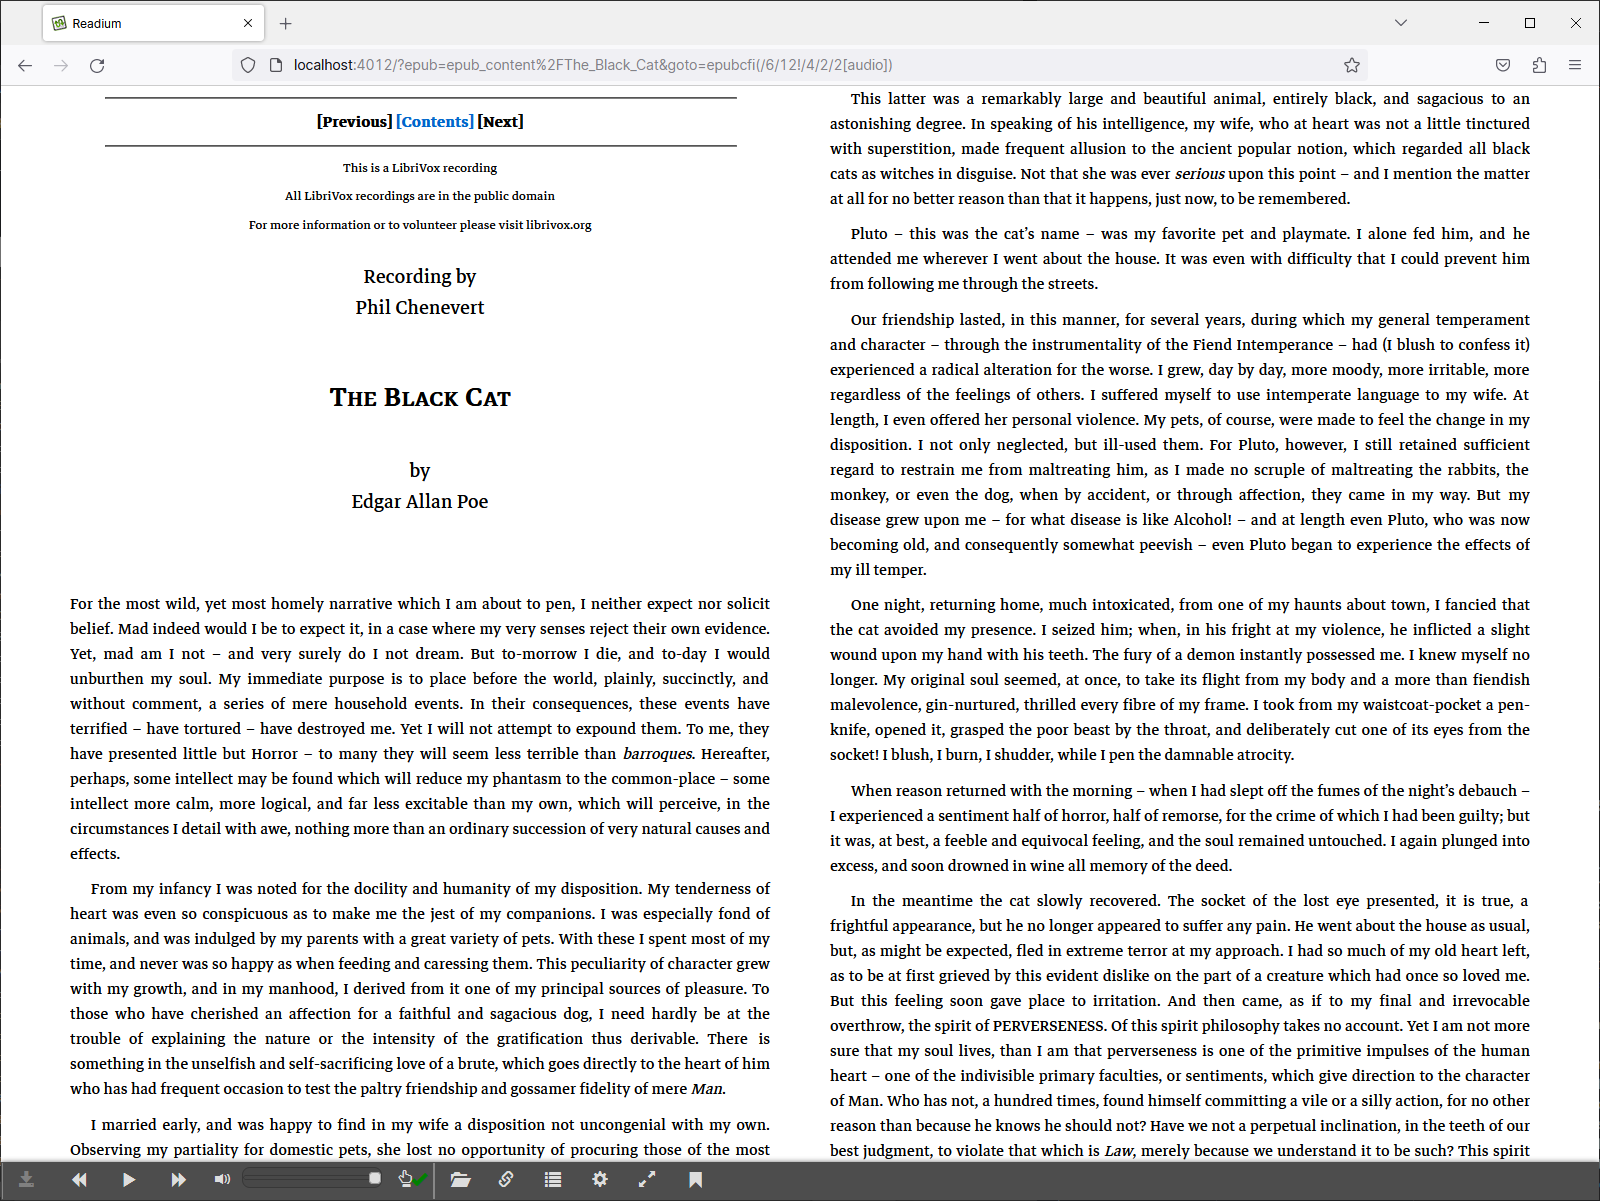 Readium
localhost:4012/?epub=epub_content%2FThe_Black_Cat&goto=epubcfi(/6/12!/4/2/2[audio])
[Previous] [Contents] [Next]
This is a LibriVox recording
All LibriVox recordings are in the public domain
For more information or to volunteer please visit librivox.org
Recording by
Phil Chenevert
THE BLACK CAT
by
Edgar Allan Poe
For the most wild, yet most homely narrative which I am about to pen, I neither expect nor solicit
belief. Mad indeed would I be to expect it, in a case where my very senses reject their own evidence.
Yet, mad am I not – and very surely do I not dream. But to-morrow I die, and to-day I would
unburthen my soul. My immediate purpose is to place before the world, plainly, succinctly, and
without comment, a series of mere household events. In their consequences, these events have
terrified – have tortured – have destroyed me. Yet I will not attempt to expound them. To me, they
have presented little but Horror – to many they will seem less terrible than barroques. Hereafter,
perhaps, some intellect may be found which will reduce my phantasm to the common-place – some
intellect more calm, more logical, and far less excitable than my own, which will perceive, in the
circumstances I detail with awe, nothing more than an ordinary succession of very natural causes and
effects.
From my infancy I was noted for the docility and humanity of my disposition. My tenderness of
heart was even so conspicuous as to make me the jest of my companions. I was especially fond of
animals, and was indulged by my parents with a great variety of pets. With these I spent most of my
time, and never was so happy as when feeding and caressing them. This peculiarity of character grew
with my growth, and in my manhood, I derived from it one of my principal sources of pleasure. To
those who have cherished an affection for a faithful and sagacious dog, I need hardly be at the
trouble of explaining the nature or the intensity of the gratification thus derivable. There is
something in the unselfish and self-sacrificing love of a brute, which goes directly to the heart of him
who has had frequent occasion to test the paltry friendship and gossamer fidelity of mere Man.
I married early, and was happy to find in my wife a disposition not uncongenial with my own.
Observing my partiality for domestic pets, she lost no opportunity of procuring those of the most
This latter was a remarkably large and beautiful animal, entirely black, and sagacious to an
astonishing degree. In speaking of his intelligence, my wife, who at heart was not a little tinctured
with superstition, made frequent allusion to the ancient popular notion, which regarded all black
cats as witches in disguise. Not that she was ever serious upon this point – and I mention the matter
at all for no better reason than that it happens, just now, to be remembered.
Pluto – this was the cat’s name – was my favorite pet and playmate. I alone fed him, and he
attended me wherever I went about the house. It was even with difficulty that I could prevent him
from following me through the streets.
Our friendship lasted, in this manner, for several years, during which my general temperament
and character – through the instrumentality of the Fiend Intemperance – had (I blush to confess it)
experienced a radical alteration for the worse. I grew, day by day, more moody, more irritable, more
regardless of the feelings of others. I suffered myself to use intemperate language to my wife. At
length, I even offered her personal violence. My pets, of course, were made to feel the change in my
disposition. I not only neglected, but ill-used them. For Pluto, however, I still retained sufficient
regard to restrain me from maltreating him, as I made no scruple of maltreating the rabbits, the
monkey, or even the dog, when by accident, or through affection, they came in my way. But my
disease grew upon me – for what disease is like Alcohol! – and at length even Pluto, who was now
becoming old, and consequently somewhat peevish – even Pluto began to experience the effects of
my ill temper.
One night, returning home, much intoxicated, from one of my haunts about town, I fancied that
the cat avoided my presence. I seized him; when, in his fright at my violence, he inflicted a slight
wound upon my hand with his teeth. The fury of a demon instantly possessed me. I knew myself no
longer. My original soul seemed, at once, to take its flight from my body and a more than fiendish
malevolence, gin-nurtured, thrilled every fibre of my frame. I took from my waistcoat-pocket a pen-
knife, opened it, grasped the poor beast by the throat, and deliberately cut one of its eyes from the
socket! I blush, I burn, I shudder, while I pen the damnable atrocity.
When reason returned with the morning – when I had slept off the fumes of the night’s debauch –
I experienced a sentiment half of horror, half of remorse, for the crime of which I had been guilty; but
it was, at best, a feeble and equivocal feeling, and the soul remained untouched. I again plunged into
excess, and soon drowned in wine all memory of the deed.
In the meantime the cat slowly recovered. The socket of the lost eye presented, it is true, a
frightful appearance, but he no longer appeared to suffer any pain. He went about the house as usual,
but, as might be expected, fled in extreme terror at my approach. I had so much of my old heart left,
as to be at first grieved by this evident dislike on the part of a creature which had once so loved me.
But this feeling soon gave place to irritation. And then came, as if to my final and irrevocable
overthrow, the spirit of PERVERSENESS. Of this spirit philosophy takes no account. Yet I am not more
sure that my soul lives, than I am that perverseness is one of the primitive impulses of the human
heart – one of the indivisible primary faculties, or sentiments, which give direction to the character
of Man. Who has not, a hundred times, found himself committing a vile or a silly action, for no other
reason than because he knows he should not? Have we not a perpetual inclination, in the teeth of our
best judgment, to violate that which is Law, merely because we understand it to be such? This spirit